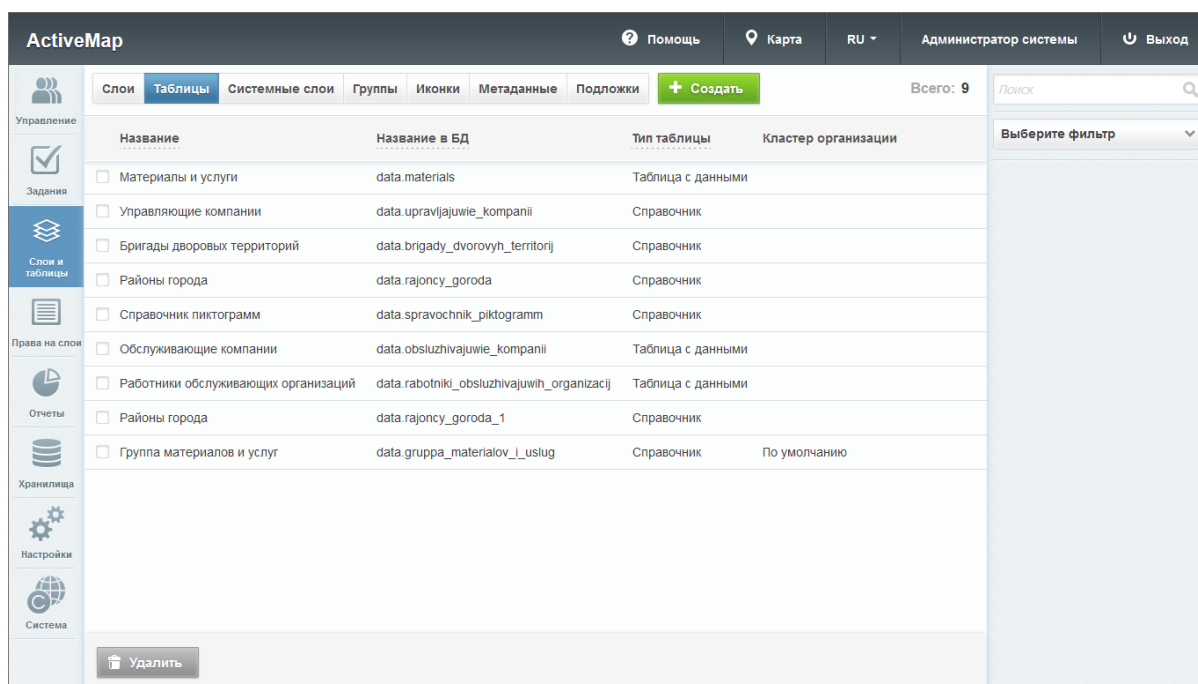 ActiveMap
Помощь
Карта
RU
Администратор системы
Выход
Управление
Задания
Слои и
таблицы
Права на слои
Отчеты
Хранилища
Настройки
Система
Слои Таблицы Системные слои Группы Иконки Метаданные Подложки
Создать
Всего: 9
Название Название в БД Тип таблицы Кластер организации
Материалы и услуги data.materials Таблица с данными
Управляющие компании data.upravljajuwie_kompanii Справочник
Бригады дворовых территорий data.brigady_dvorovyh_territorij Справочник
Районы города data.rajoncy_goroda Справочник
Справочник пиктограмм data.spravochnik_piktogramm Справочник
Обслуживающие компании data.obsluzhivajuwie_kompanii Таблица с данными
Работники обслуживающих организаций data.rabotniki_obsluzhivajuwih_organizacij Таблица с данными
Районы города data.rajoncy_goroda_1 Справочник
Группа материалов и услуг data.gruppa_materialov_i_uslug Справочник По умолчанию
Удалить
Поиск
Выберите фильтр